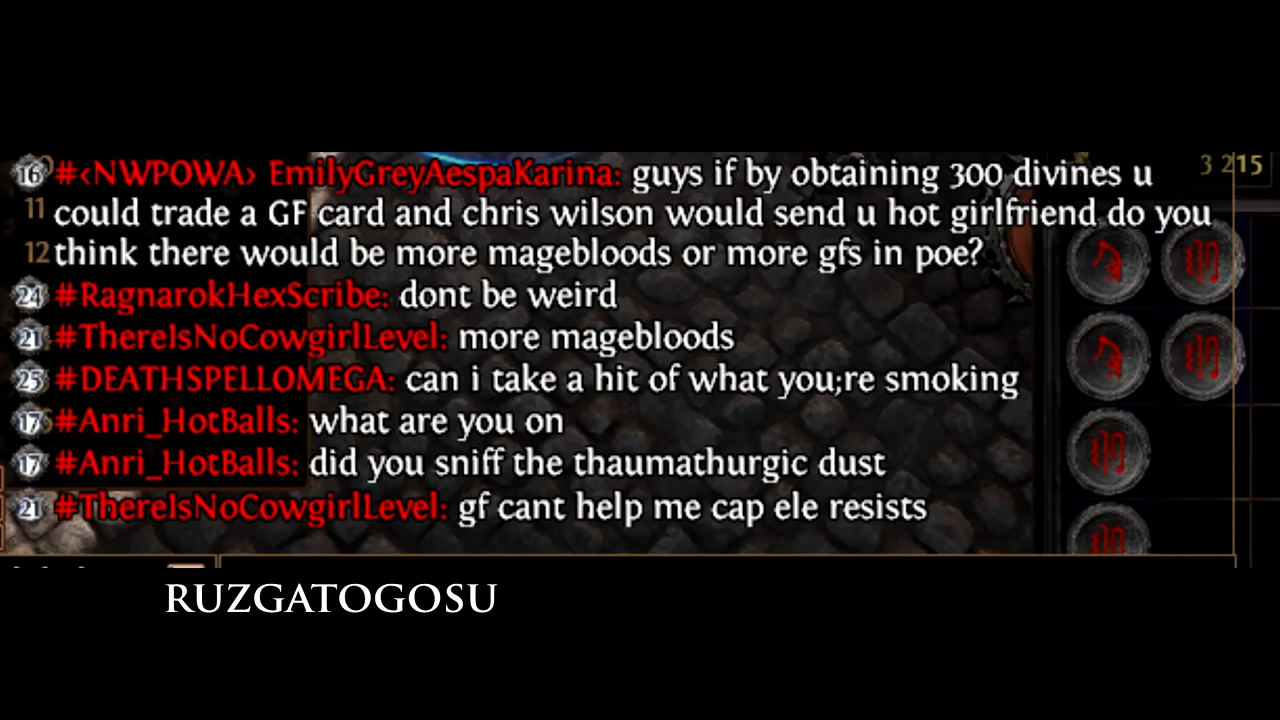 16 #<NWPOWA> EmilyGreyAespaKarina: guys if by obtaining 300 divines u
3 215
11 could trade a GF card and chris wilson would send u hot girlfriend do you
12 think there would be more magebloods or more gfs in poe?
24 #RagnarokHexScribe: dont be weird
21 #ThereIsNoCowgirlLevel: more magebloods
25 #DEATHSPELLOMEGA: can i take a hit of what you;re smoking
17 #Anri_HotBalls: what are you on
17 #Anri_HotBalls: did you sniff the thaumathurgic dust
21 #ThereIsNoCowgirlLevel: gf cant help me cap ele resists
RUZGATOGOSU